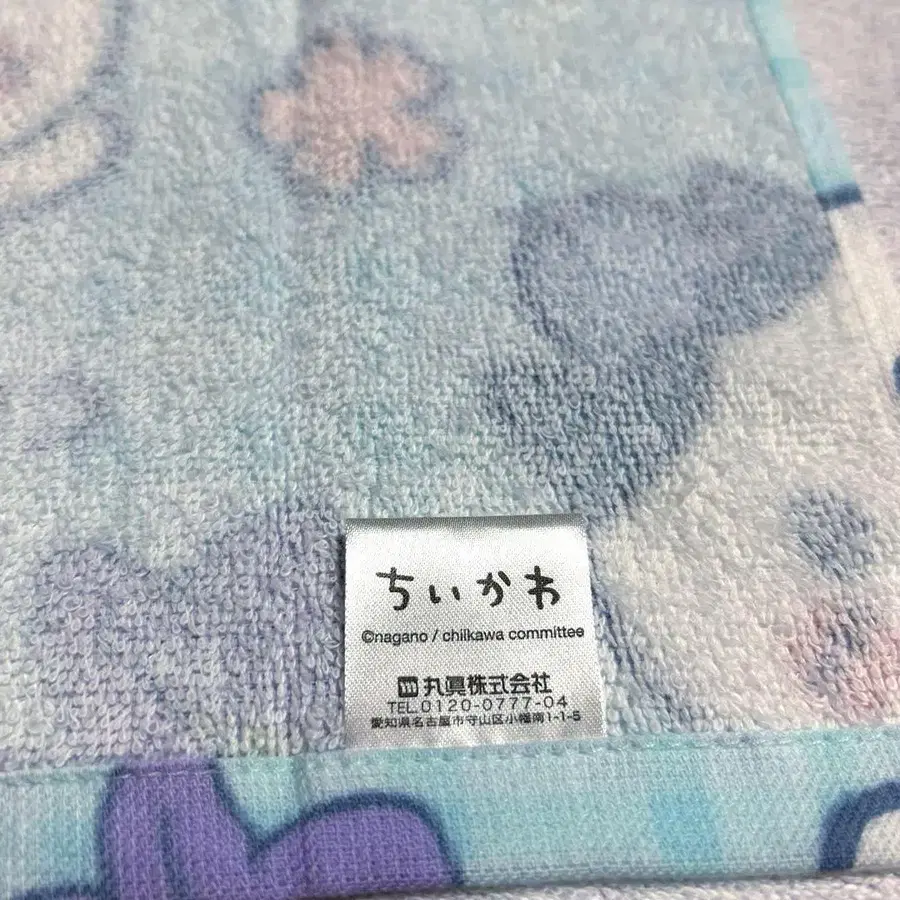 ちいかわ
©nagano / chiikawa committee
丸眞株式会社
TEL.0120-0777-04
愛知県名古屋市守山区小幡南1-1-5